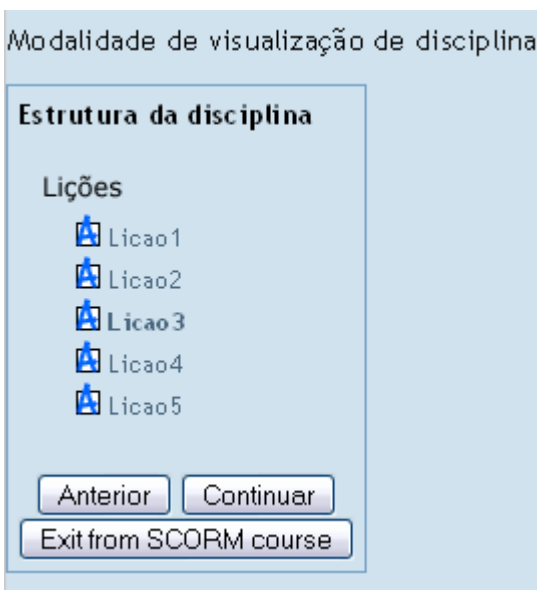 Modalidade de visualização de disciplina
Estrutura da disciplina
Lições
Licao1
Licao2
Licao3
Licao4
Licao5
Anterior Continuar
Exit from SCORM course